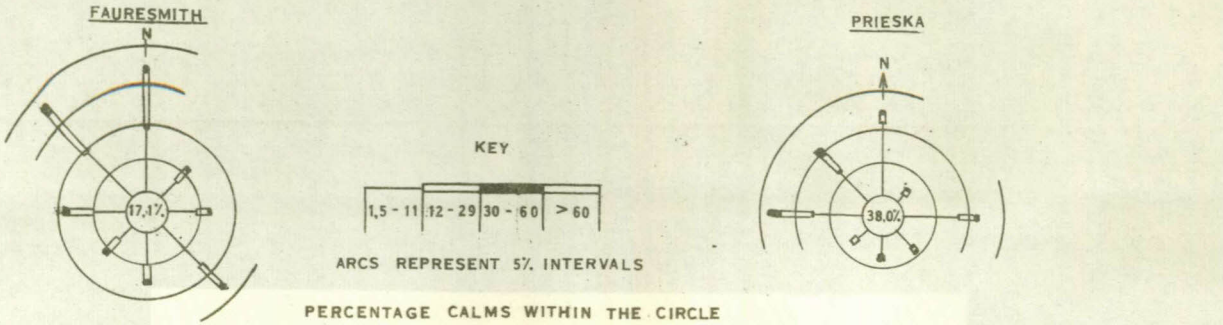 FAURESMITH
N
17,1%
KEY
1,5 - 11 12 - 29 30 - 60 > 60
ARCS REPRESENT 5% INTERVALS
PERCENTAGE CALMS WITHIN THE CIRCLE
PRIESKA
N
38,0%